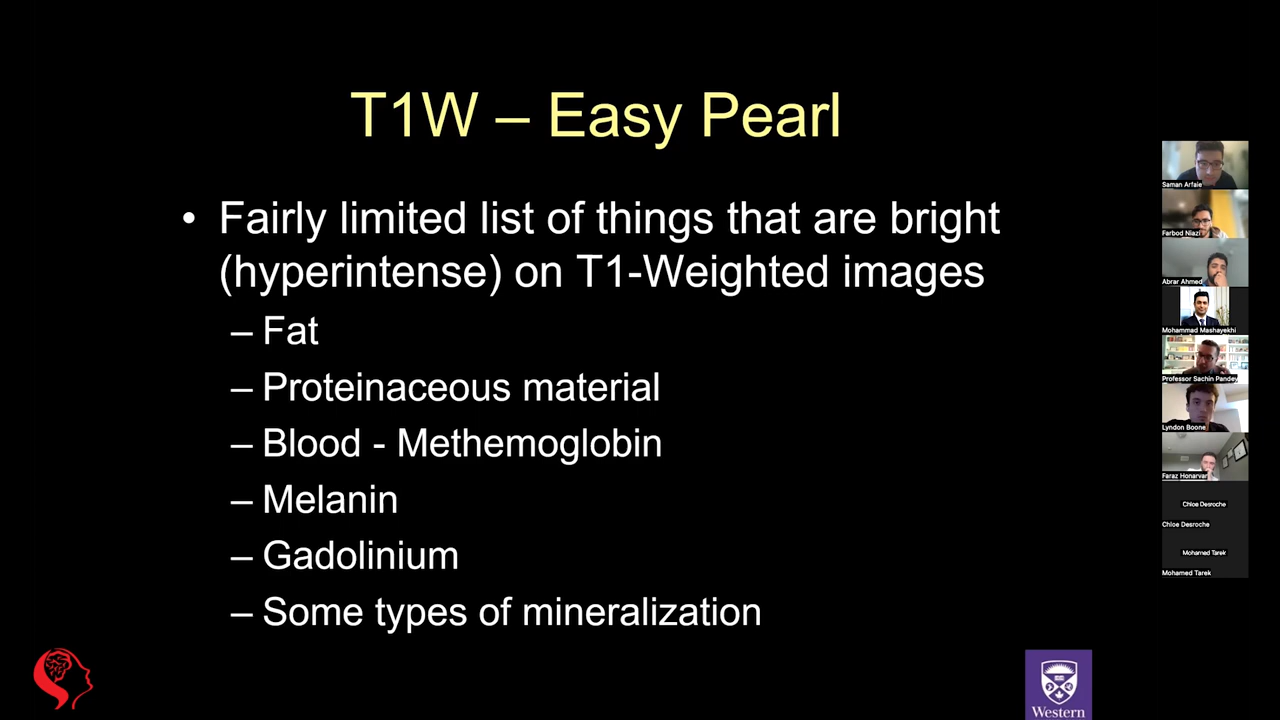 T1W – Easy Pearl
• Fairly limited list of things that are bright
(hyperintense) on T1-Weighted images
– Fat
– Proteinaceous material
– Blood - Methemoglobin
– Melanin
– Gadolinium
– Some types of mineralization
Western
Saman Arfaie
Farbod Niazi
Abrar Ahmed
Mohammad Mashayekhi
Professor Sachin Pandey
Lyndon Boone
Faraz Honarvar
Chloe Desroche
Chloe Desroche
Mohamed Tarek
Mohamed Tarek